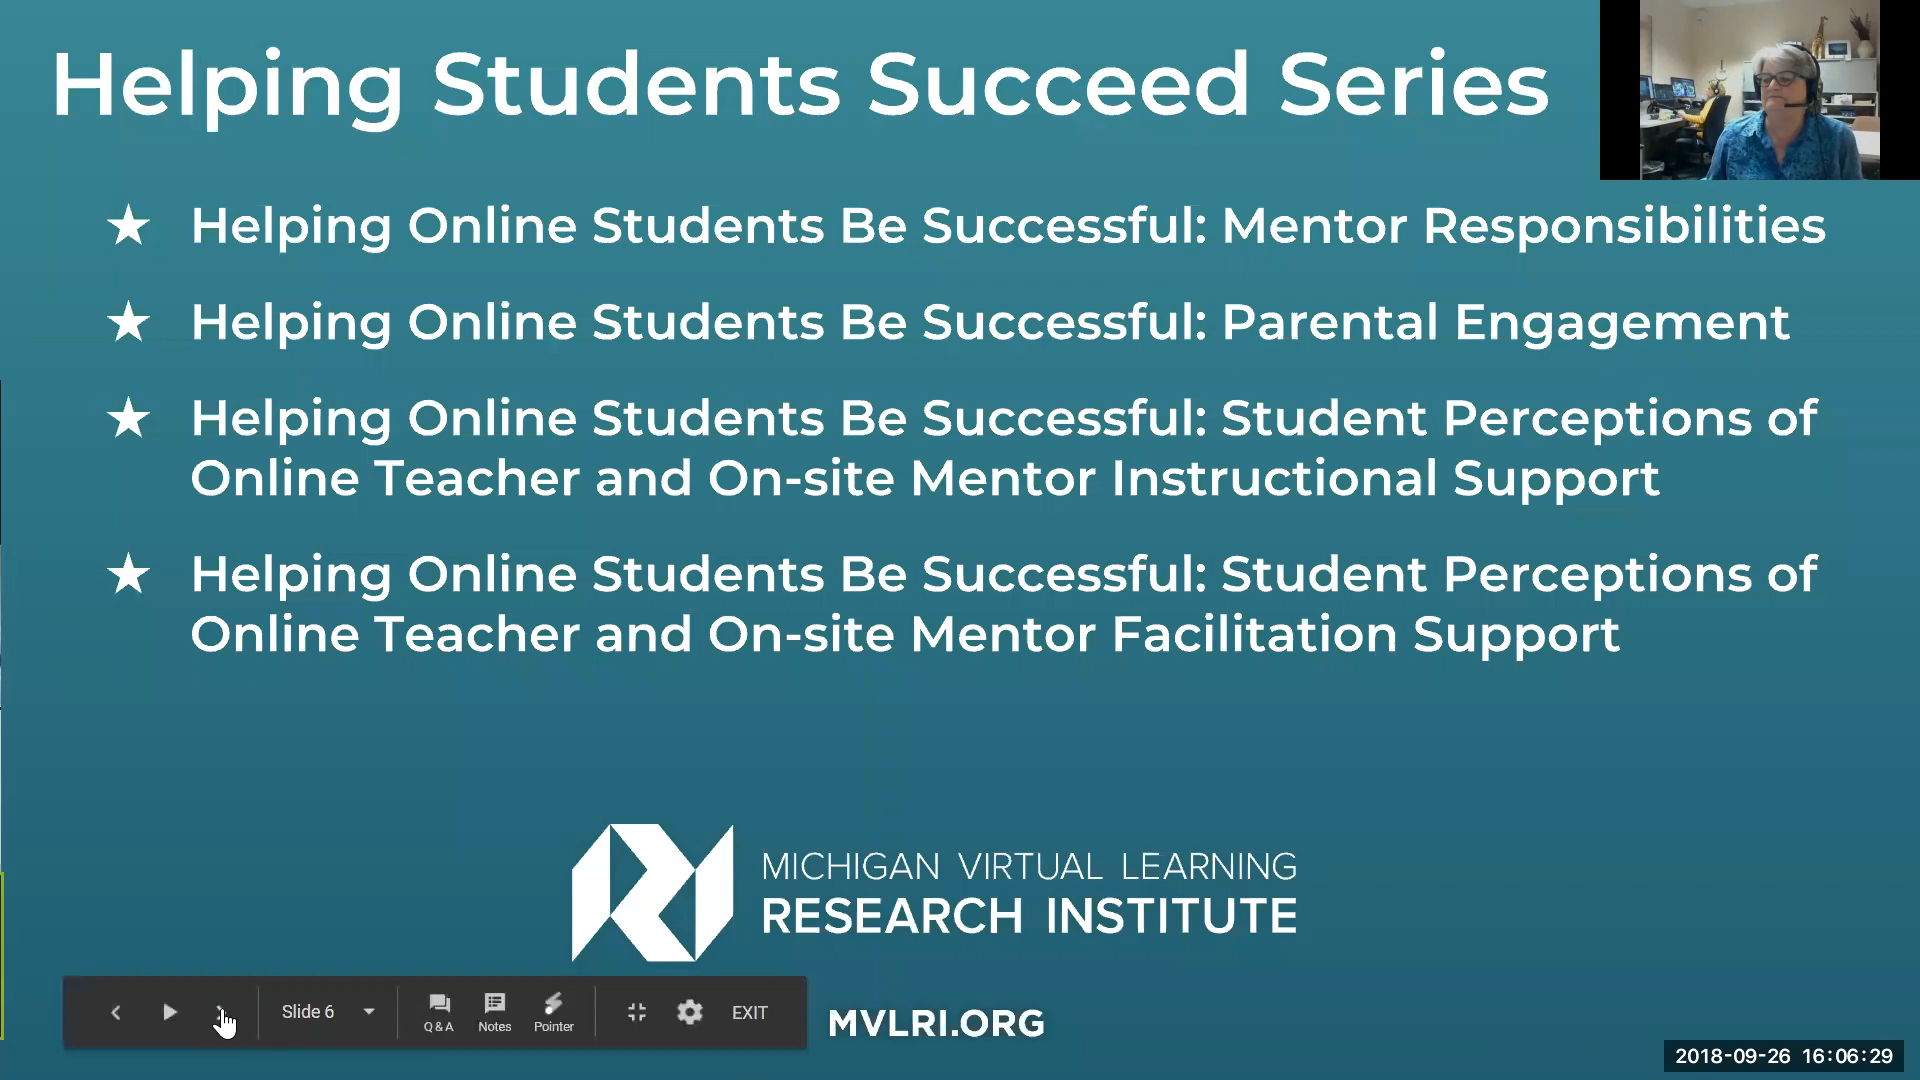 Helping Students Succeed Series
★ Helping Online Students Be Successful: Mentor Responsibilities
★ Helping Online Students Be Successful: Parental Engagement
★ Helping Online Students Be Successful: Student Perceptions of
Online Teacher and On-site Mentor Instructional Support
★ Helping Online Students Be Successful: Student Perceptions of
Online Teacher and On-site Mentor Facilitation Support
MICHIGAN VIRTUAL LEARNING
RESEARCH INSTITUTE
Slide 6
Q & A
Notes
Pointer
EXIT
MVLRI.ORG
2018-09-26 16:06:29